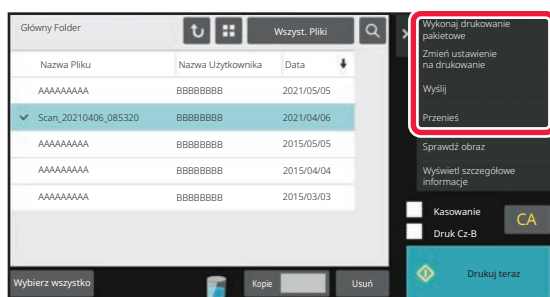 Główny Folder
Wszyst. Pliki
Nazwa Pliku Nazwa Użytkownika Data
AAAAAAAAA BBBBBBBB 2021/05/05
Scan_20210406_085320 BBBBBBBB 2021/04/06
AAAAAAAAA BBBBBBBB 2015/05/05
AAAAAAAAA BBBBBBBB 2015/04/04
AAAAAAAAA BBBBBBBB 2015/03/03
Wybierz wszystko
Kopie
Usuń
Wykonaj drukowanie
pakietowe
Zmień ustawienie
na drukowanie
Wyślij
Przenieś
Sprawdź obraz
Wyświetl szczegółowe
informacje
Kasowanie
Druk Cz-B
CA
Drukuj teraz